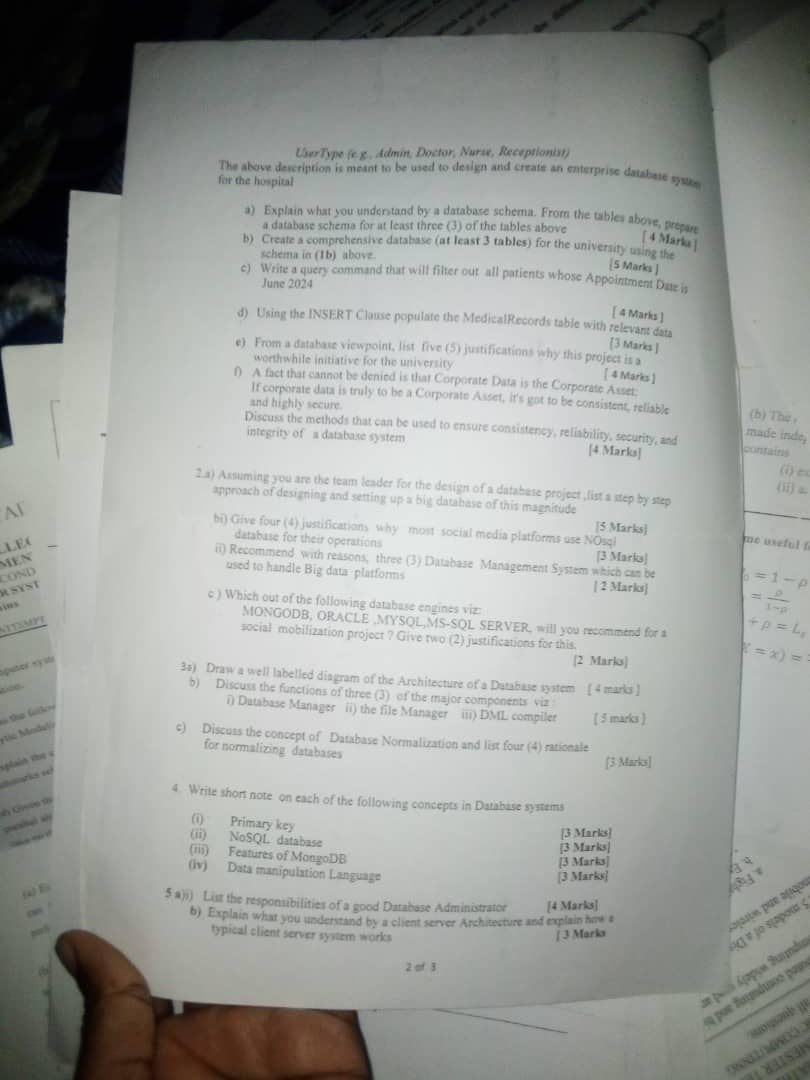 UserType (e.g., Admin, Doctor, Nurse, Receptionist)
The above description is meant to be used to design and create an enterprise database system
for the hospital
a) Explain what you understand by a database schema. From the tables above, prepare
a database schema for at least three (3) of the tables above
[ 4 Marks ]
b) Create a comprehensive database (at least 3 tables) for the university using the
schema in (1b) above.
[5 Marks ]
c) Write a query command that will filter out all patients whose Appointment Date is
June 2024
[ 4 Marks ]
d) Using the INSERT Clause populate the MedicalRecords table with relevant data
[3 Marks ]
e) From a database viewpoint, list five (5) justifications why this project is a
worthwhile initiative for the university
[ 4 Marks ]
f) A fact that cannot be denied is that Corporate Data is the Corporate Asset:
If corporate data is truly to be a Corporate Asset, it's got to be consistent, reliable
and highly secure.
Discuss the methods that can be used to ensure consistency, reliability, security, and
integrity of a database system
[4 Marks]
2.a) Assuming you are the team leader for the design of a database project ,list a step by step
approach of designing and setting up a big database of this magnitude
[5 Marks]
bi) Give four (4) justifications why most social media platforms use NOsql
database for their operations
[3 Marks]
ii) Recommend with reasons, three (3) Database Management System which can be
used to handle Big data platforms
[ 2 Marks]
c ) Which out of the following database engines viz:
MONGODB, ORACLE ,MYSQL,MS-SQL SERVER, will you recommend for a
social mobilization project ? Give two (2) justifications for this.
[2 Marks]
3a) Draw a well labelled diagram of the Architecture of a Database system [ 4 marks ]
b) Discuss the functions of three (3) of the major components viz :
i) Database Manager ii) the file Manager iii) DML compiler [ 5 marks ]
c) Discuss the concept of Database Normalization and list four (4) rationale
for normalizing databases
[3 Marks]
4. Write short note on each of the following concepts in Database systems
(i) Primary key [3 Marks]
(ii) NoSQL database [3 Marks]
(iii) Features of MongoDB [3 Marks]
(iv) Data manipulation Language [3 Marks]
5 a)i) List the responsibilities of a good Database Administrator [4 Marks]
b) Explain what you understand by a client server Architecture and explain how a
typical client server system works [ 3 Marks
2 of 3
(b) The
made inde
contains
(i)
(ii)
useful
= 1 − ρ
ATTEMPT